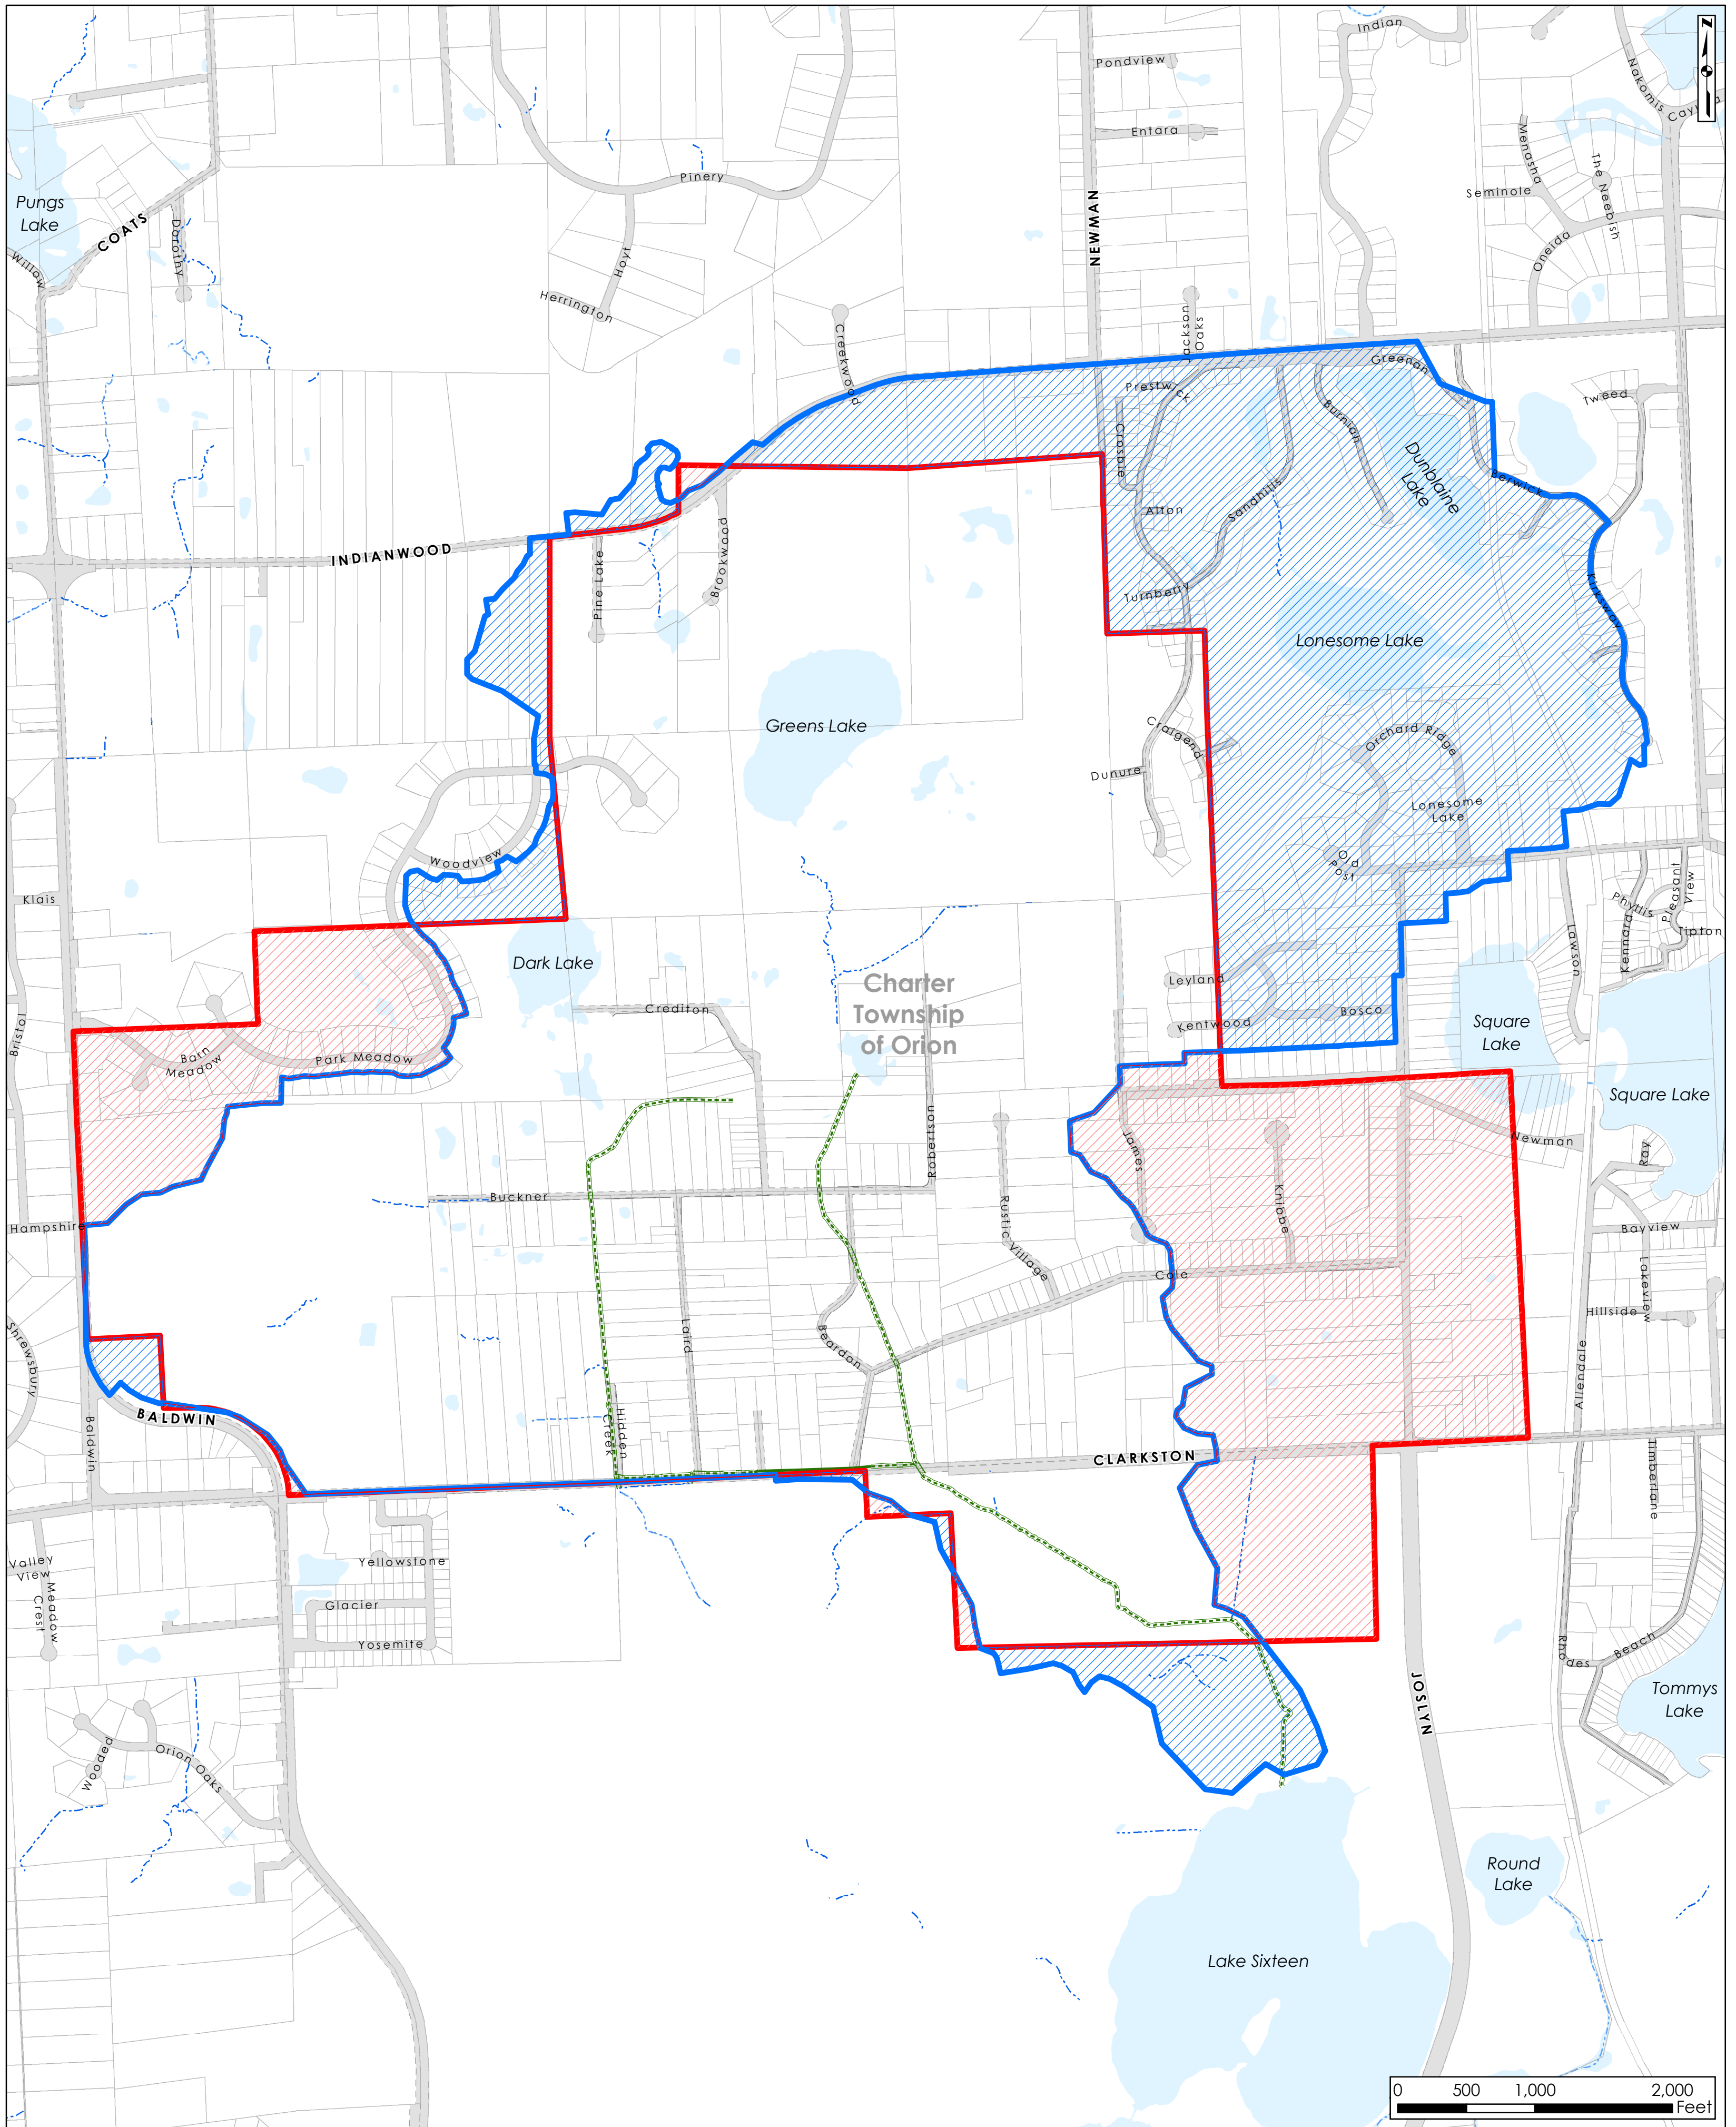 N
Indian
Pondview
Nakomis
Entara
Menasha
The Neebish
Pinery
Seminole
Pungs
Lake
COATS
Dorothy
NEWMAN
Oneida
Willow
Hoyt
Herrington
Jackson
Oaks
Creekwood
Greenan
Prestwick
Tweed
Burniah
Crosbie
Dunblaine
Lake
Berwick
Sandhills
Alton
INDIANWOOD
Brookwood
Pine Lake
Turnberry
Kirksway
Lonesome Lake
Greens Lake
Craigend
Orchard Ridge
Dunure
Lonesome
Lake
Woodview
Old
Post
Klais
Pleasant
View
Phyllis
Kennard
Tipton
Lawson
Dark Lake
Leyland
Charter
Township
of Orion
Crediton
Bosco
Kentwood
Square
Lake
Bristol
Barn
Meadow
Park Meadow
Square Lake
Robertson
James
Newman
Ray
Buckner
Knibbe
Rustic Village
Hampshire
Bayview
Cole
Lakeview
Hillside
Shrewsbury
Laird
Beardon
Allendale
BALDWIN
Baldwin
Hidden
Creek
CLARKSTON
Timberlane
Valley
View
Yellowstone
Meadow
Crest
Glacier
Yosemite
Beach
Rhodes
JOSLYN
Tommys
Lake
Wooded
Orion Oaks
Round
Lake
Lake Sixteen
0 500 1,000 2,000
Feet